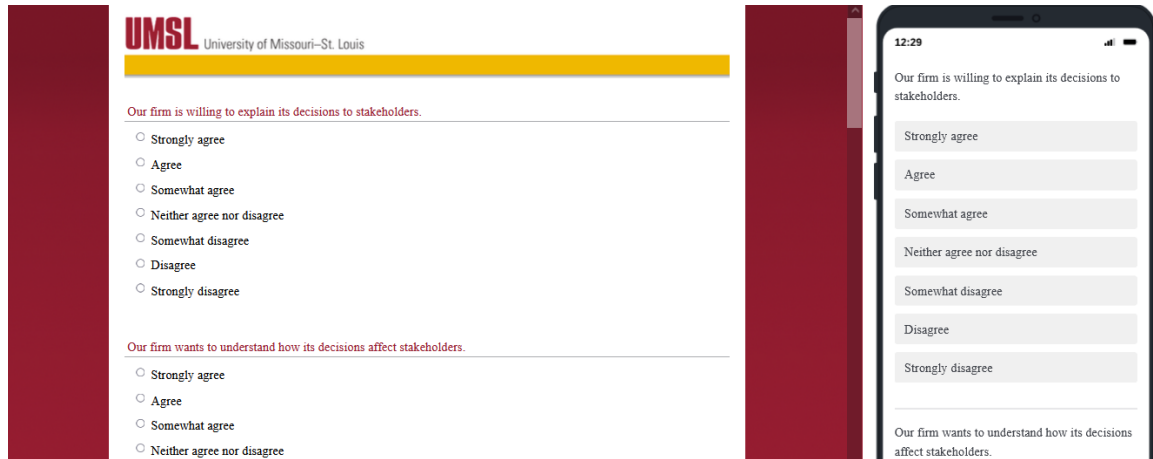 UMSL University of Missouri–St. Louis
Our firm is willing to explain its decisions to stakeholders.
Strongly agree
Agree
Somewhat agree
Neither agree nor disagree
Somewhat disagree
Disagree
Strongly disagree
Our firm wants to understand how its decisions affect stakeholders.
Strongly agree
Agree
Somewhat agree
Neither agree nor disagree
12:29
Our firm is willing to explain its decisions to
stakeholders.
Strongly agree
Agree
Somewhat agree
Neither agree nor disagree
Somewhat disagree
Disagree
Strongly disagree
Our firm wants to understand how its decisions
affect stakeholders.